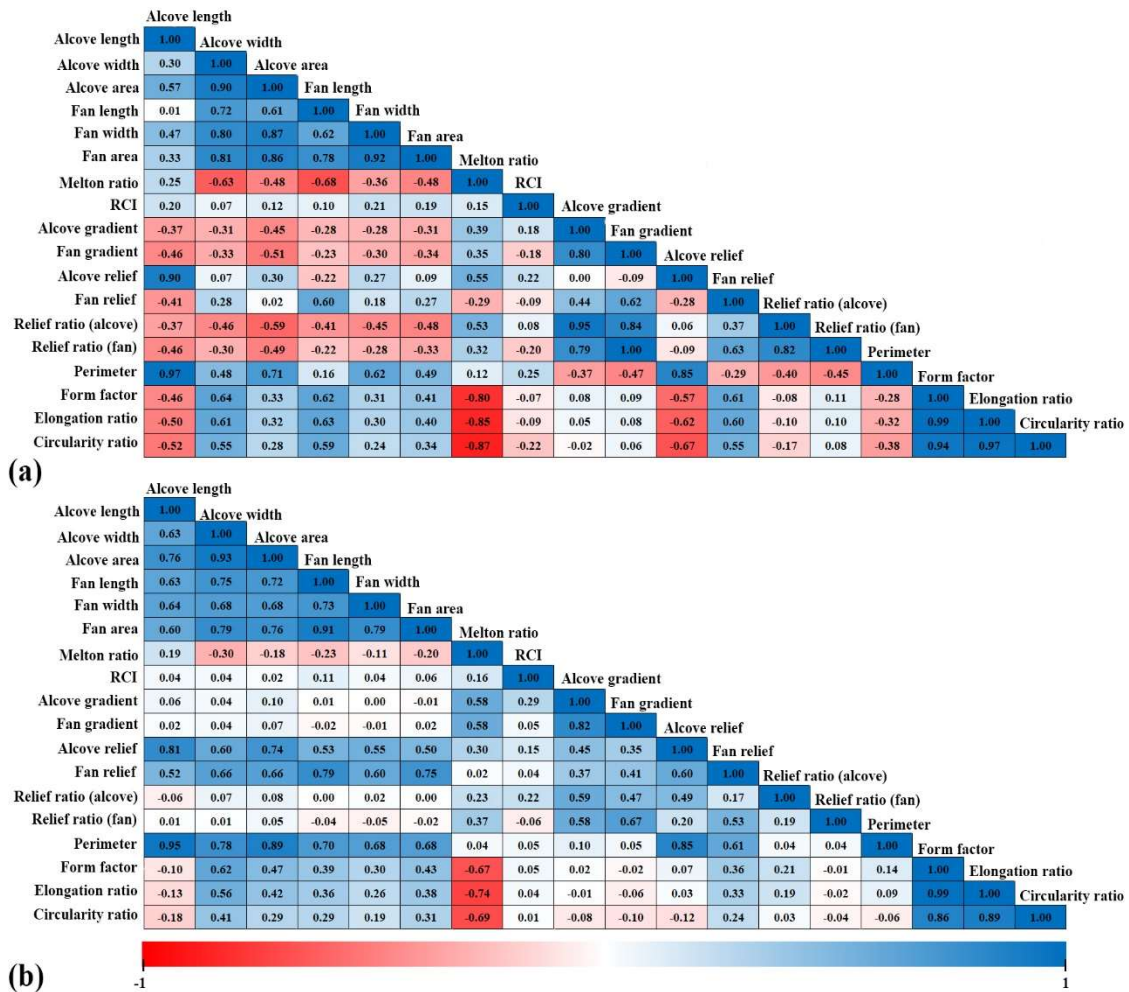 Alcove length
Alcove length 1.00 Alcove width
Alcove width 0.30 1.00 Alcove area
Alcove area 0.57 0.90 1.00 Fan length
Fan length 0.01 0.72 0.61 1.00 Fan width
Fan width 0.47 0.80 0.87 0.62 1.00 Fan area
Fan area 0.33 0.81 0.86 0.78 0.92 1.00 Melton ratio
Melton ratio 0.25 -0.63 -0.48 -0.68 -0.36 -0.48 1.00 RCI
RCI 0.20 0.07 0.12 0.10 0.21 0.19 0.15 1.00 Alcove gradient
Alcove gradient -0.37 -0.31 -0.45 -0.28 -0.28 -0.31 0.39 0.18 1.00 Fan gradient
Fan gradient -0.46 -0.33 -0.51 -0.23 -0.30 -0.34 0.35 -0.18 0.80 1.00 Alcove relief
Alcove relief 0.90 0.07 0.30 -0.22 0.27 0.09 0.55 0.22 0.00 -0.09 1.00 Fan relief
Fan relief -0.41 0.28 0.02 0.60 0.18 0.27 -0.29 -0.09 0.44 0.62 -0.28 1.00 Relief ratio (alcove)
Relief ratio (alcove) -0.37 -0.46 -0.59 -0.41 -0.45 -0.48 0.53 0.08 0.95 0.84 0.06 0.37 1.00 Relief ratio (fan)
Relief ratio (fan) -0.46 -0.30 -0.49 -0.22 -0.28 -0.33 0.32 -0.20 0.79 1.00 -0.09 0.63 0.82 1.00 Perimeter
Perimeter 0.97 0.48 0.71 0.16 0.62 0.49 0.12 0.25 -0.37 -0.47 0.85 -0.29 -0.40 -0.45 1.00 Form factor
Form factor -0.46 0.64 0.33 0.62 0.31 0.41 -0.80 -0.07 0.08 0.09 -0.57 0.61 -0.08 0.11 -0.28 1.00 Elongation ratio
Elongation ratio -0.50 0.61 0.32 0.63 0.30 0.40 -0.85 -0.09 0.05 0.08 -0.62 0.60 -0.10 0.10 -0.32 0.99 1.00 Circularity ratio
Circularity ratio -0.52 0.55 0.28 0.59 0.24 0.34 -0.87 -0.22 -0.02 0.06 -0.67 0.55 -0.17 0.08 -0.38 0.94 0.97 1.00
(a)
Alcove length
Alcove length 1.00 Alcove width
Alcove width 0.63 1.00 Alcove area
Alcove area 0.76 0.93 1.00 Fan length
Fan length 0.63 0.75 0.72 1.00 Fan width
Fan width 0.64 0.68 0.68 0.73 1.00 Fan area
Fan area 0.60 0.79 0.76 0.91 0.79 1.00 Melton ratio
Melton ratio 0.19 -0.30 -0.18 -0.23 -0.11 -0.20 1.00 RCI
RCI 0.04 0.04 0.02 0.11 0.04 0.06 0.16 1.00 Alcove gradient
Alcove gradient 0.06 0.04 0.10 0.01 0.00 -0.01 0.58 0.29 1.00 Fan gradient
Fan gradient 0.02 0.04 0.07 -0.02 -0.01 0.02 0.58 0.05 0.82 1.00 Alcove relief
Alcove relief 0.81 0.60 0.74 0.53 0.55 0.50 0.30 0.15 0.45 0.35 1.00 Fan relief
Fan relief 0.52 0.66 0.66 0.79 0.60 0.75 0.02 0.04 0.37 0.41 0.60 1.00 Relief ratio (alcove)
Relief ratio (alcove) -0.06 0.07 0.08 0.00 0.02 0.00 0.23 0.22 0.59 0.47 0.49 0.17 1.00 Relief ratio (fan)
Relief ratio (fan) 0.01 0.01 0.05 -0.04 -0.05 -0.02 0.37 -0.06 0.58 0.67 0.20 0.53 0.19 1.00 Perimeter
Perimeter 0.95 0.78 0.89 0.70 0.68 0.68 0.04 0.05 0.10 0.05 0.85 0.61 0.04 0.04 1.00 Form factor
Form factor -0.10 0.62 0.47 0.39 0.30 0.43 -0.67 0.05 0.02 -0.02 0.07 0.36 0.21 -0.01 0.14 1.00 Elongation ratio
Elongation ratio -0.13 0.56 0.42 0.36 0.26 0.38 -0.74 0.04 -0.01 -0.06 0.03 0.33 0.19 -0.02 0.09 0.99 1.00 Circularity ratio
Circularity ratio -0.18 0.41 0.29 0.29 0.19 0.31 -0.69 0.01 -0.08 -0.10 -0.12 0.24 0.03 -0.04 -0.06 0.86 0.89 1.00
(b)
-1 1